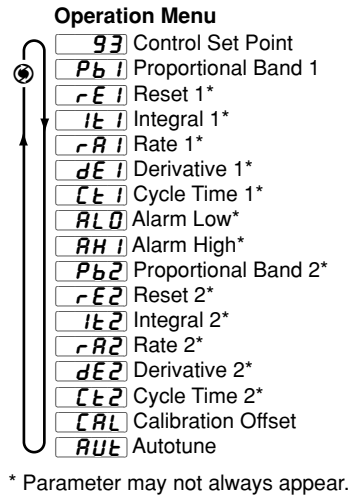 Operation Menu
93 Control Set Point
Pb1 Proportional Band 1
rE1 Reset 1*
It1 Integral 1*
rA1 Rate 1*
dE1 Derivative 1*
Ct1 Cycle Time 1*
ALO Alarm Low*
AHI Alarm High*
Pb2 Proportional Band 2*
rE2 Reset 2*
It2 Integral 2*
rA2 Rate 2*
dE2 Derivative 2*
Ct2 Cycle Time 2*
CAL Calibration Offset
AUt Autotune
* Parameter may not always appear.